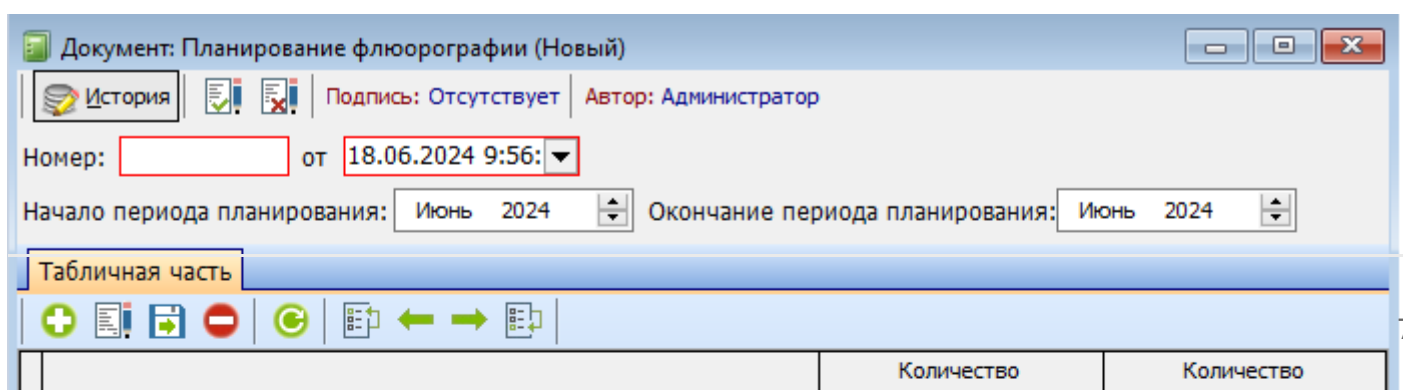 Документ: Планирование флюорографии (Новый)
История Подпись: Отсутствует Автор: Администратор
Номер: от 18.06.2024 9:56:
Начало периода планирования: Июнь 2024 Окончание периода планирования: Июнь 2024
Табличная часть
Количество Количество